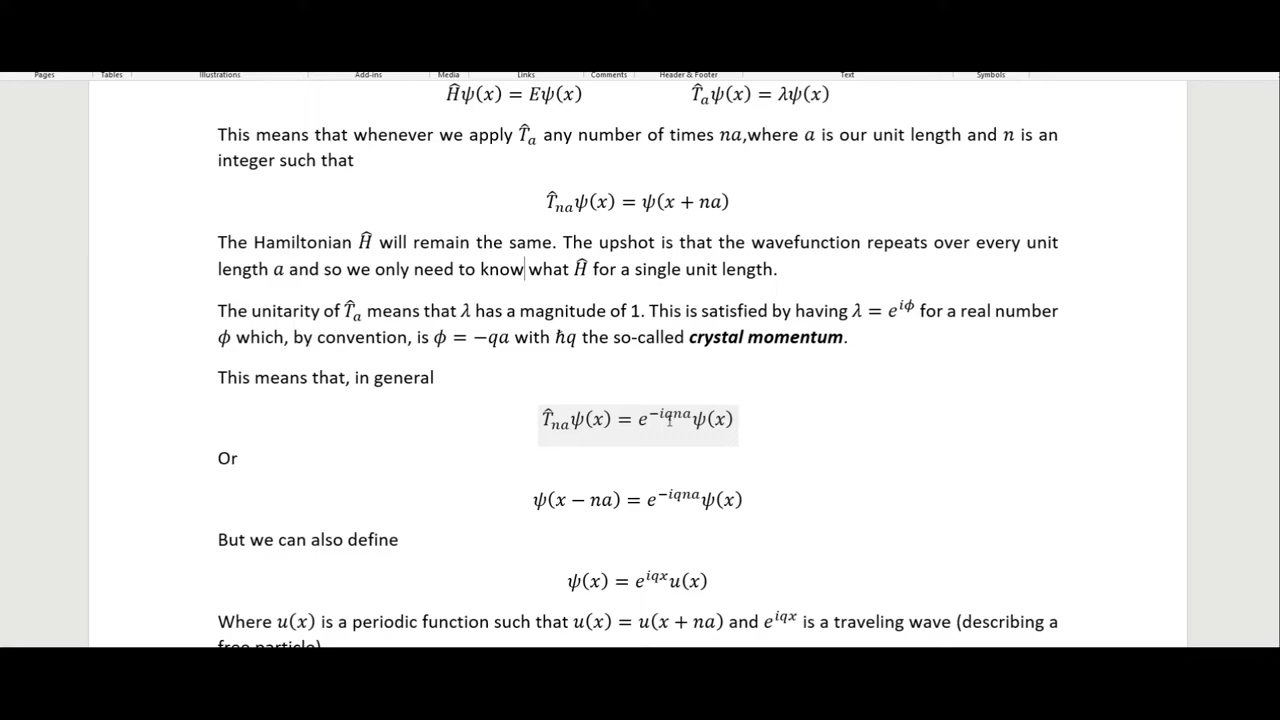 Pages Tables Illustrations Add-ins Media Links Comments Header & Footer Text Symbols
Ĥψ(x) = Eψ(x) T̂ₐψ(x) = λψ(x)
This means that whenever we apply T̂ₐ any number of times na,where a is our unit length and n is an
integer such that
T̂ₙₐψ(x) = ψ(x + na)
The Hamiltonian Ĥ will remain the same. The upshot is that the wavefunction repeats over every unit
length a and so we only need to know what Ĥ for a single unit length.
The unitarity of T̂ₐ means that λ has a magnitude of 1. This is satisfied by having λ = e^{iϕ} for a real number
ϕ which, by convention, is ϕ = −qa with ℏq the so-called crystal momentum.
This means that, in general
T̂ₙₐψ(x) = e^{−iqna}ψ(x)
Or
ψ(x − na) = e^{−iqna}ψ(x)
But we can also define
ψ(x) = e^{iqx}u(x)
Where u(x) is a periodic function such that u(x) = u(x + na) and e^{iqx} is a traveling wave (describing a
free particle)